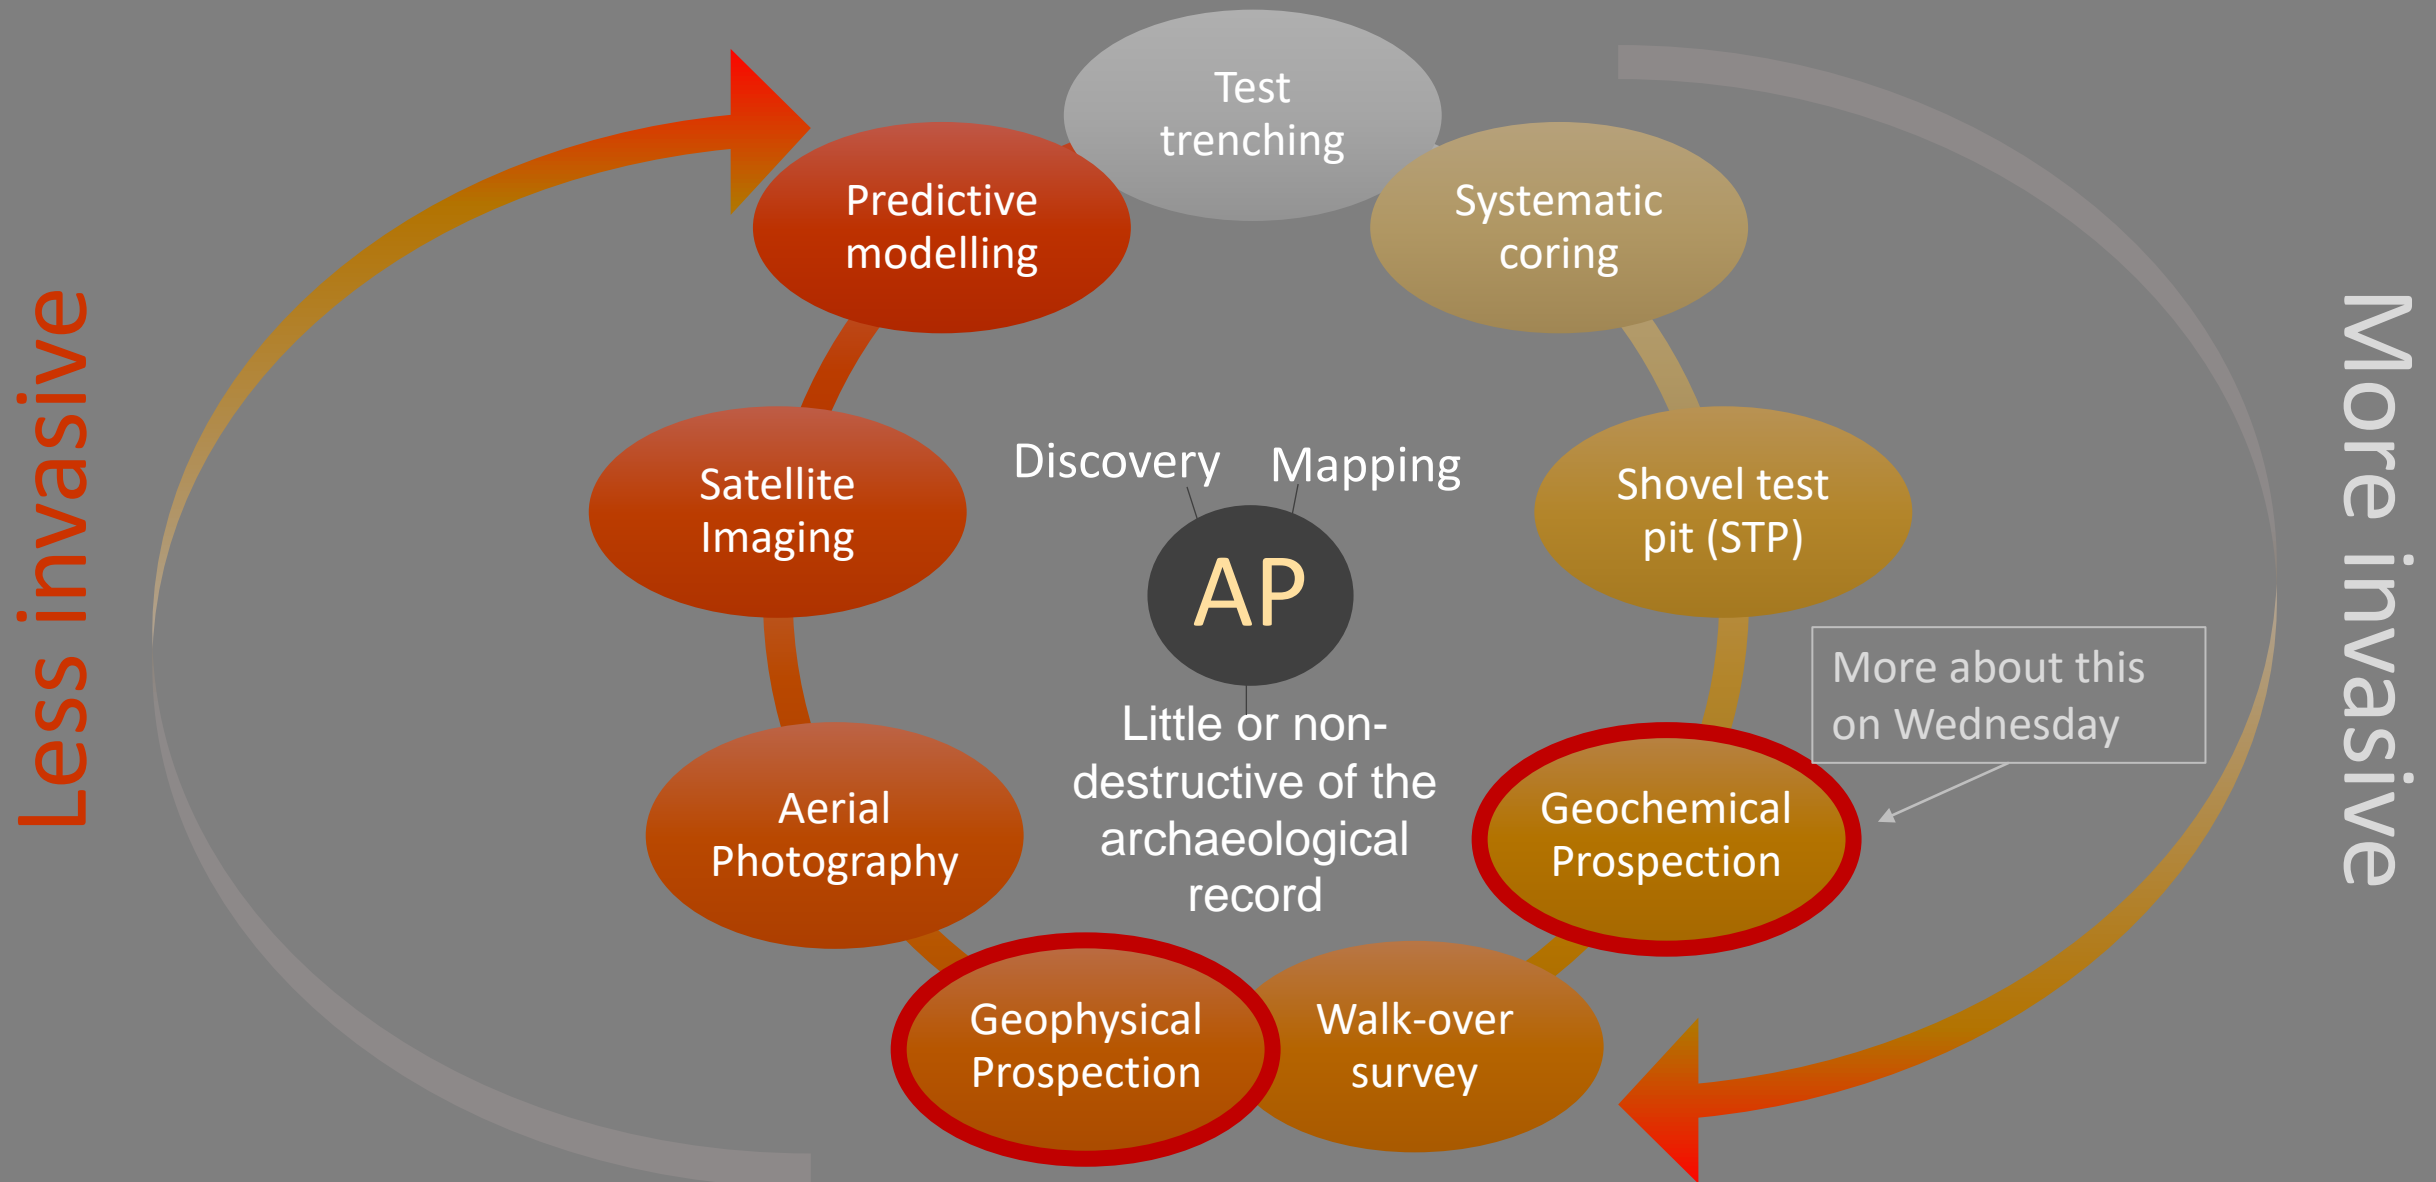 Test
trenching
Systematic
coring
Shovel test
pit (STP)
More about this
on Wednesday
Geochemical
Prospection
Walk-over
survey
Geophysical
Prospection
Aerial
Photography
Satellite
Imaging
Predictive
modelling
Discovery
Mapping
AP
Little or non-
destructive of the
archaeological
record
Less invasive
More invasive